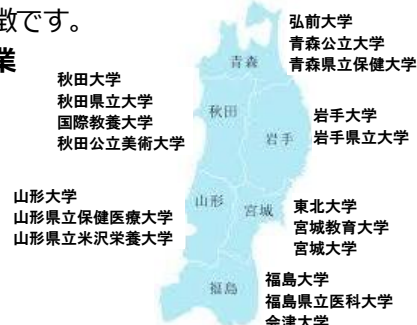 徴です。
業
弘前大学
青森公立大学
青森県立保健大学
青森
秋田大学
秋田県立大学
国際教養大学
秋田公立美術大学
秋田
岩手
岩手大学
岩手県立大学
山形大学
山形県立保健医療大学
山形県立米沢栄養大学
山形
宮城
東北大学
宮城教育大学
宮城大学
福島
福島大学
福島県立医科大学
会津大学